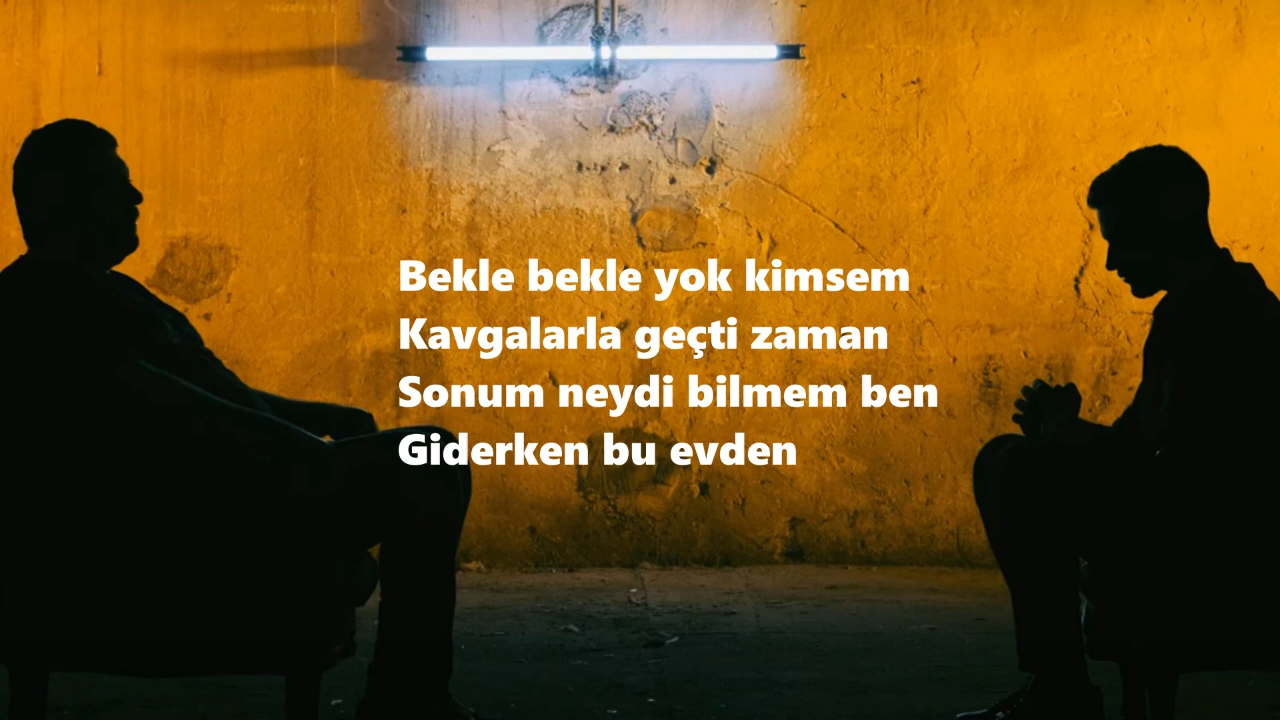 Bekle bekle yok kimsem
Kavgalarla geçti zaman
Sonum neydi bilmem ben
Giderken bu evden